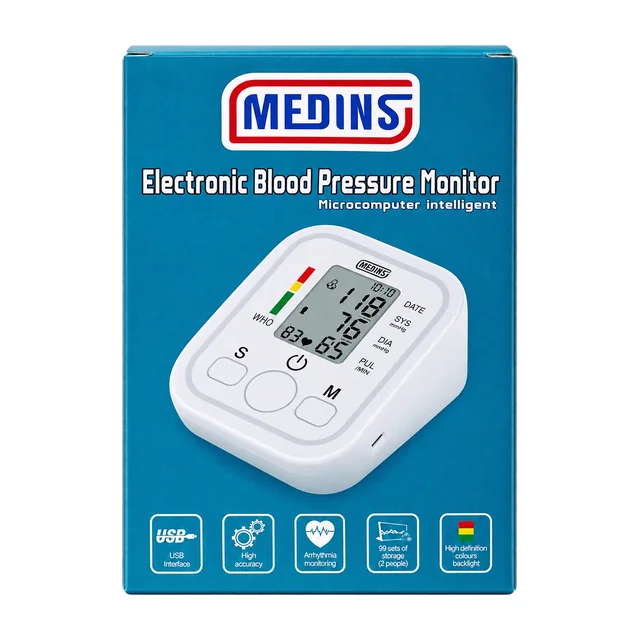 MEDINS
Electronic Blood Pressure Monitor
Microcomputer intelligent
MEDINS
10:10
DATE
118
SYS
mmHg
76
DIA
mmHg
83 65
PUL
/MIN
WHO
S
M
USB
USB
Interface
High
accuracy
Arrhythmia
monitoring
99 sets of
storage
(2 people)
High definition
colours
backlight